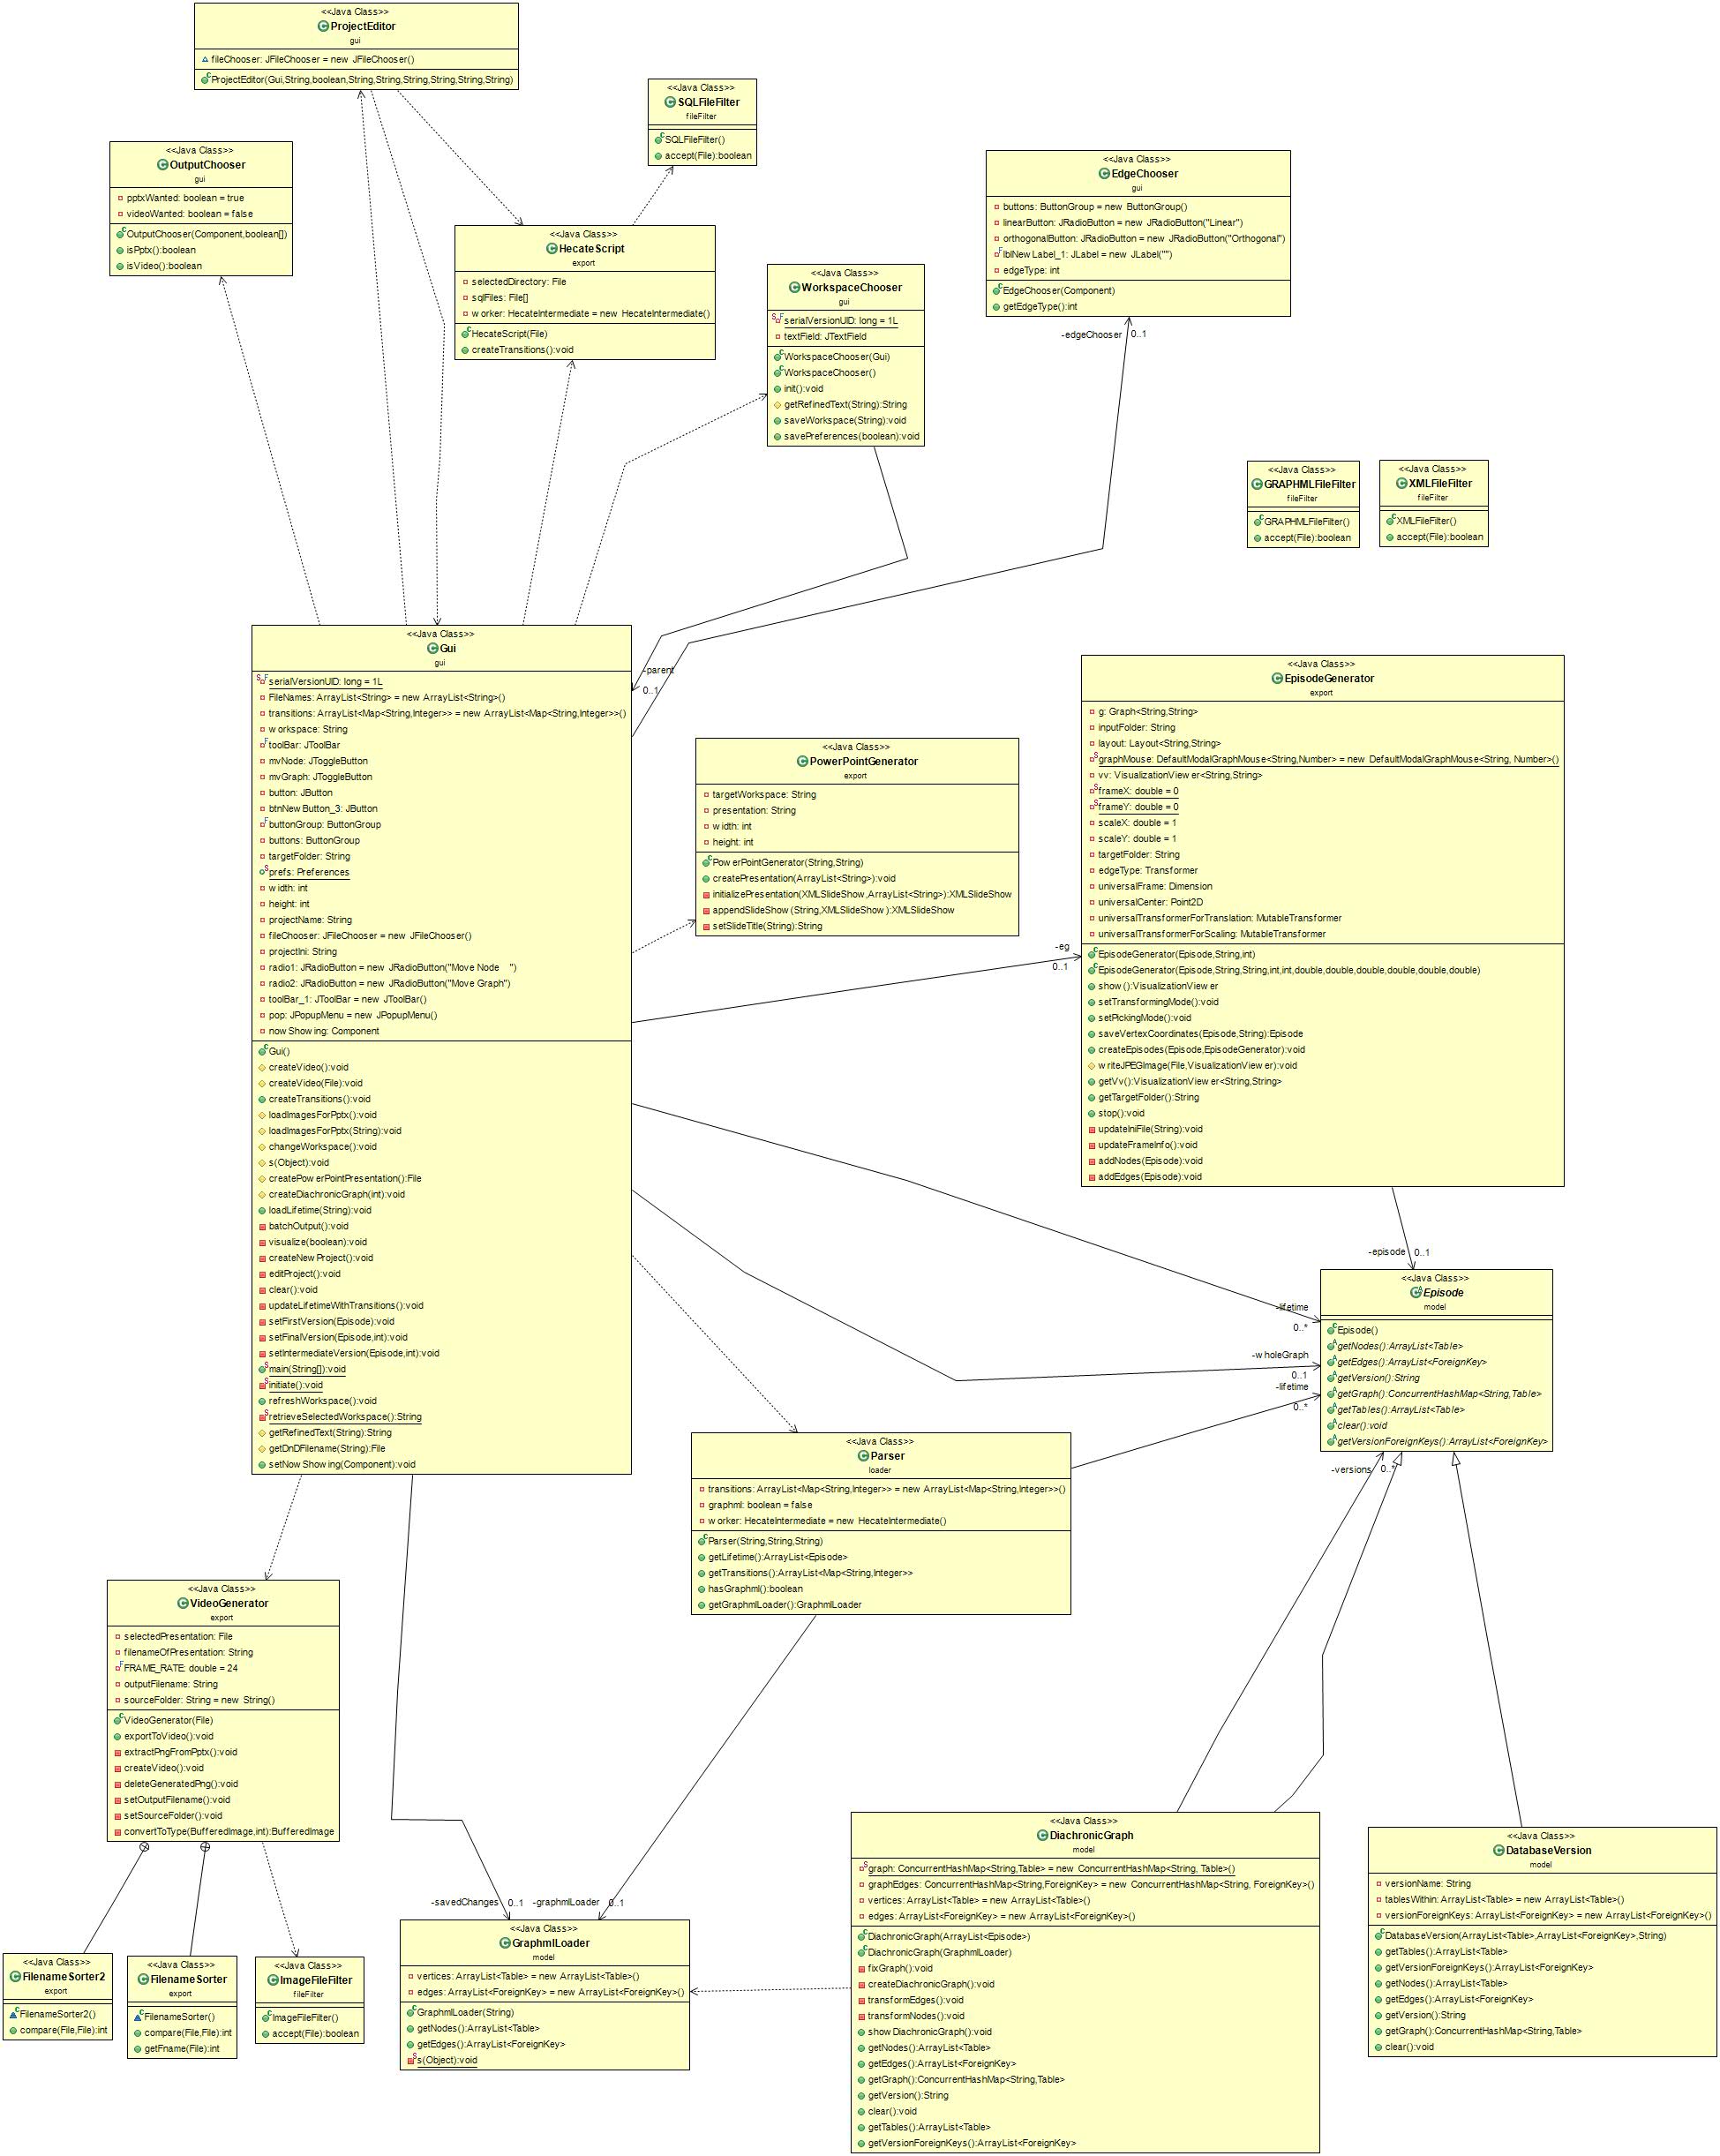 <<Java Class>>
ProjectEditor
gui
fileChooser: JFileChooser = new JFileChooser()
ProjectEditor(Gui,String,boolean,String,String,String,String,String,String)
<<Java Class>>
SQLFileFilter
fileFilter
SQLFileFilter()
accept(File):boolean
<<Java Class>>
OutputChooser
gui
pptxWanted: boolean = true
videoWanted: boolean = false
OutputChooser(Component,boolean[])
isPptx():boolean
isVideo():boolean
<<Java Class>>
EdgeChooser
gui
buttons: ButtonGroup = new ButtonGroup()
linearButton: JRadioButton = new JRadioButton("Linear")
orthogonalButton: JRadioButton = new JRadioButton("Orthogonal")
lblNewLabel_1: JLabel = new JLabel("")
edgeType: int
EdgeChooser(Component)
getEdgeType():int
<<Java Class>>
HecateScript
export
selectedDirectory: File
sqlFiles: File[]
worker: HecateIntermediate = new HecateIntermediate()
HecateScript(File)
createTransitions():void
<<Java Class>>
WorkspaceChooser
gui
serialVersionUID: long = 1L
textField: JTextField
WorkspaceChooser(Gui)
WorkspaceChooser()
init():void
getRefinedText(String):String
saveWorkspace(String):void
savePreferences(boolean):void
-edgeChooser
0..1
<<Java Class>>
GRAPHMLFileFilter
fileFilter
GRAPHMLFileFilter()
accept(File):boolean
<<Java Class>>
XMLFileFilter
fileFilter
XMLFileFilter()
accept(File):boolean
<<Java Class>>
Gui
gui
serialVersionUID: long = 1L
FileNames: ArrayList<String> = new ArrayList<String>()
transitions: ArrayList<Map<String,Integer>> = new ArrayList<Map<String,Integer>>()
workspace: String
toolBar: JToolBar
mvNode: JToggleButton
mvGraph: JToggleButton
button: JButton
btnNewButton_3: JButton
buttonGroup: ButtonGroup
buttons: ButtonGroup
targetFolder: String
prefs: Preferences
width: int
height: int
projectName: String
fileChooser: JFileChooser = new JFileChooser()
projectIni: String
radio1: JRadioButton = new JRadioButton("Move Node    ")
radio2: JRadioButton = new JRadioButton("Move Graph")
toolBar_1: JToolBar = new JToolBar()
pop: JPopupMenu = new JPopupMenu()
nowShowing: Component
Gui()
createVideo():void
createVideo(File):void
createTransitions():void
loadImagesForPptx():void
loadImagesForPptx(String):void
changeWorkspace():void
s(Object):void
createPowerPointPresentation():File
createDiachronicGraph(int):void
loadLifetime(String):void
batchOutput():void
visualize(boolean):void
createNewProject():void
editProject():void
clear():void
updateLifetimeWithTransitions():void
setFirstVersion(Episode):void
setFinalVersion(Episode,int):void
setIntermediateVersion(Episode,int):void
main(String[]):void
initiate():void
refreshWorkspace():void
retrieveSelectedWorkspace():String
getRefinedText(String):String
getDnDFilename(String):File
setNowShowing(Component):void
-parent
0..1
<<Java Class>>
PowerPointGenerator
export
targetWorkspace: String
presentation: String
width: int
height: int
PowerPointGenerator(String,String)
createPresentation(ArrayList<String>):void
initializePresentation(XMLSlideShow,ArrayList<String>):XMLSlideShow
appendSlideShow(String,XMLSlideShow):XMLSlideShow
setSlideTitle(String):String
<<Java Class>>
EpisodeGenerator
export
g: Graph<String,String>
inputFolder: String
layout: Layout<String,String>
graphMouse: DefaultModalGraphMouse<String,Number> = new DefaultModalGraphMouse<String, Number>()
vv: VisualizationViewer<String,String>
frameX: double = 0
frameY: double = 0
scaleX: double = 1
scaleY: double = 1
targetFolder: String
edgeType: Transformer
universalFrame: Dimension
universalCenter: Point2D
universalTransformerForTranslation: MutableTransformer
universalTransformerForScaling: MutableTransformer
EpisodeGenerator(Episode,String,int)
EpisodeGenerator(Episode,String,String,int,int,double,double,double,double,double,double)
show():VisualizationViewer
setTransformingMode():void
setPickingMode():void
saveVertexCoordinates(Episode,String):Episode
createEpisodes(Episode,EpisodeGenerator):void
writeJPEGImage(File,VisualizationViewer):void
getVv():VisualizationViewer<String,String>
getTargetFolder():String
stop():void
updateIniFile(String):void
updateFrameInfo():void
addNodes(Episode):void
addEdges(Episode):void
-eg
0..1
-episode
0..1
<<Java Class>>
Episode
model
Episode()
getNodes():ArrayList<Table>
getEdges():ArrayList<ForeignKey>
getVersion():String
getGraph():ConcurrentHashMap<String,Table>
getTables():ArrayList<Table>
clear():void
getVersionForeignKeys():ArrayList<ForeignKey>
-lifetime
0..*
-wholeGraph
0..1
-lifetime
0..*
-versions
0..*
<<Java Class>>
Parser
loader
transitions: ArrayList<Map<String,Integer>> = new ArrayList<Map<String,Integer>>()
graphml: boolean = false
worker: HecateIntermediate = new HecateIntermediate()
Parser(String,String,String)
getLifetime():ArrayList<Episode>
getTransitions():ArrayList<Map<String,Integer>>
hasGraphml():boolean
getGraphmlLoader():GraphmlLoader
<<Java Class>>
VideoGenerator
export
selectedPresentation: File
filenameOfPresentation: String
FRAME_RATE: double = 24
outputFilename: String
sourceFolder: String = new String()
VideoGenerator(File)
exportToVideo():void
extractPngFromPptx():void
createVideo():void
deleteGeneratedPng():void
setOutputFilename():void
setSourceFolder():void
convertToType(BufferedImage,int):BufferedImage
<<Java Class>>
FilenameSorter2
export
FilenameSorter2()
compare(File,File):int
<<Java Class>>
FilenameSorter
export
FilenameSorter()
compare(File,File):int
getFname(File):int
<<Java Class>>
ImageFileFilter
fileFilter
ImageFileFilter()
accept(File):boolean
-savedChanges
0..1
-graphmlLoader
0..1
<<Java Class>>
GraphmlLoader
model
vertices: ArrayList<Table> = new ArrayList<Table>()
edges: ArrayList<ForeignKey> = new ArrayList<ForeignKey>()
GraphmlLoader(String)
getNodes():ArrayList<Table>
getEdges():ArrayList<ForeignKey>
s(Object):void
<<Java Class>>
DiachronicGraph
model
graph: ConcurrentHashMap<String,Table> = new ConcurrentHashMap<String, Table>()
graphEdges: ConcurrentHashMap<String,ForeignKey> = new ConcurrentHashMap<String, ForeignKey>()
vertices: ArrayList<Table> = new ArrayList<Table>()
edges: ArrayList<ForeignKey> = new ArrayList<ForeignKey>()
DiachronicGraph(ArrayList<Episode>)
DiachronicGraph(GraphmlLoader)
fixGraph():void
createDiachronicGraph():void
transformEdges():void
transformNodes():void
showDiachronicGraph():void
getNodes():ArrayList<Table>
getEdges():ArrayList<ForeignKey>
getGraph():ConcurrentHashMap<String,Table>
getVersion():String
clear():void
getTables():ArrayList<Table>
getVersionForeignKeys():ArrayList<ForeignKey>
<<Java Class>>
DatabaseVersion
model
versionName: String
tablesWithin: ArrayList<Table> = new ArrayList<Table>()
versionForeignKeys: ArrayList<ForeignKey> = new ArrayList<ForeignKey>()
DatabaseVersion(ArrayList<Table>,ArrayList<ForeignKey>,String)
getTables():ArrayList<Table>
getVersionForeignKeys():ArrayList<ForeignKey>
getNodes():ArrayList<Table>
getEdges():ArrayList<ForeignKey>
getVersion():String
getGraph():ConcurrentHashMap<String,Table>
clear():void